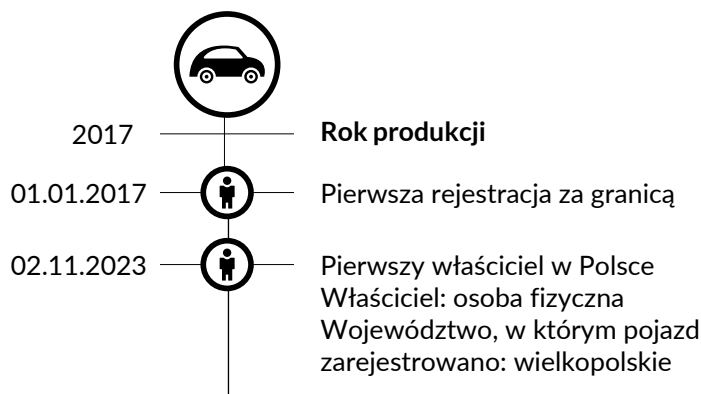 2017 Rok produkcji
01.01.2017 Pierwsza rejestracja za granicą
02.11.2023 Pierwszy właściciel w Polsce
Właściciel: osoba fizyczna
Województwo, w którym pojazd
zarejestrowano: wielkopolskie